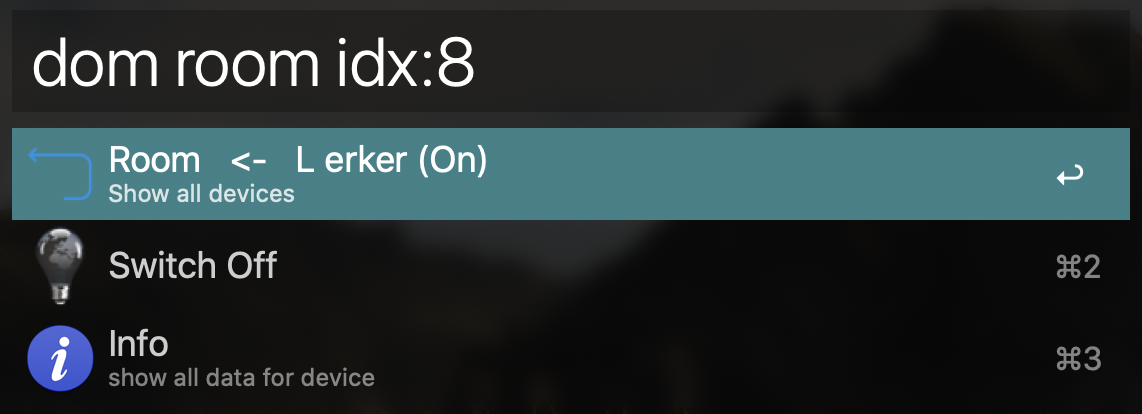 dom room idx:8
Room <- L erker (On)
Show all devices
Switch Off
⌘2
Info
show all data for device
⌘3